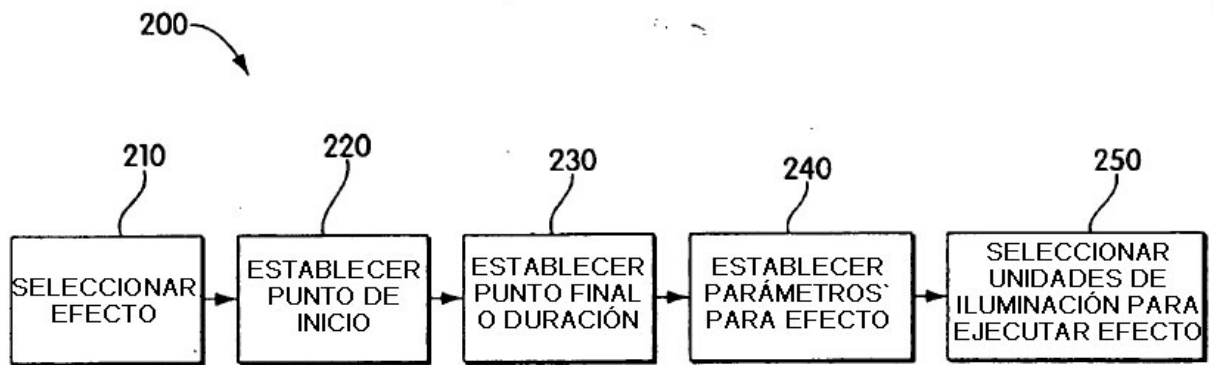 200
210
220
230
240
250
SELECCIONAR
EFECTO
ESTABLECER
PUNTO DE
INICIO
ESTABLECER
PUNTO FINAL
O DURACIÓN
ESTABLECER
PARÁMETROS
PARA EFECTO
SELECCIONAR
UNIDADES DE
ILUMINACIÓN PARA
EJECUTAR EFECTO